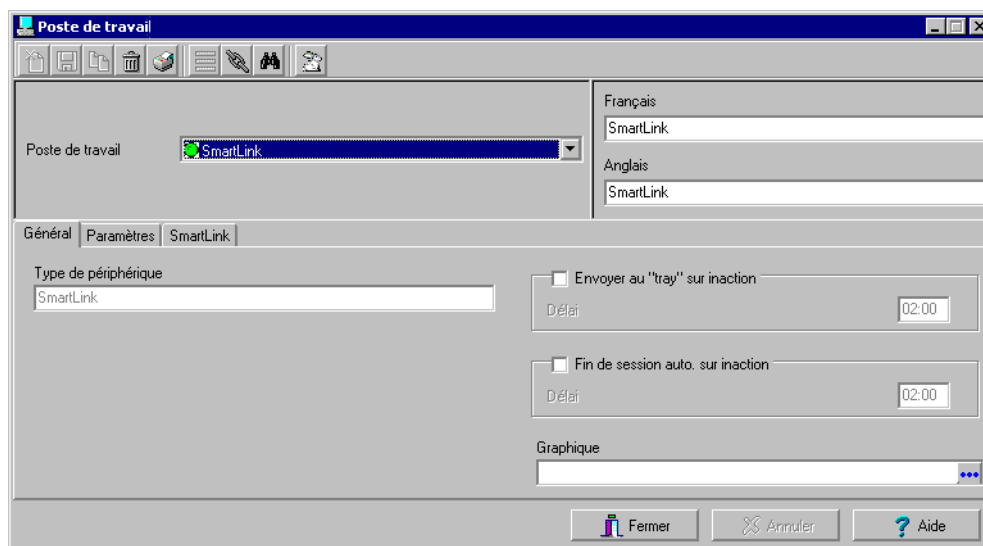 Poste de travail
Français
SmartLink
Poste de travail
SmartLink
Anglais
SmartLink
Général
Paramètres
SmartLink
Type de périphérique
SmartLink
Envoyer au "tray" sur inaction
Délai
02:00
Fin de session auto. sur inaction
Délai
02:00
Graphique
Fermer
Annuler
Aide